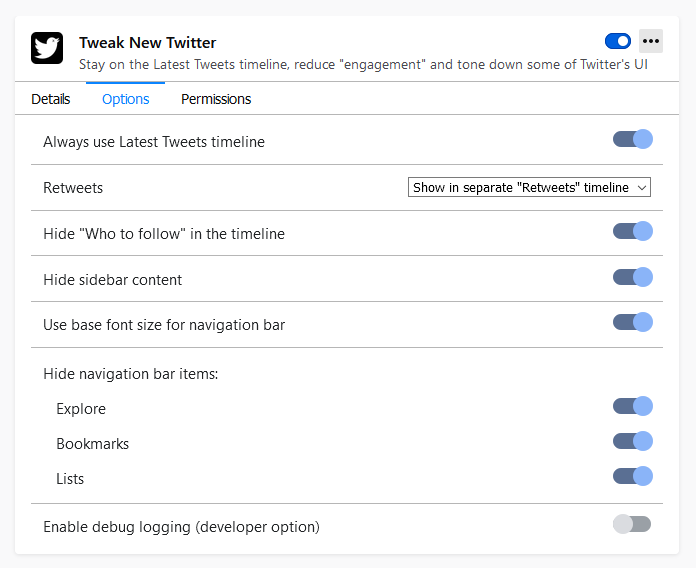 Tweak New Twitter
Stay on the Latest Tweets timeline, reduce "engagement" and tone down some of Twitter's UI
Details Options Permissions
Always use Latest Tweets timeline
Retweets Show in separate "Retweets" timeline
Hide "Who to follow" in the timeline
Hide sidebar content
Use base font size for navigation bar
Hide navigation bar items:
Explore
Bookmarks
Lists
Enable debug logging (developer option)